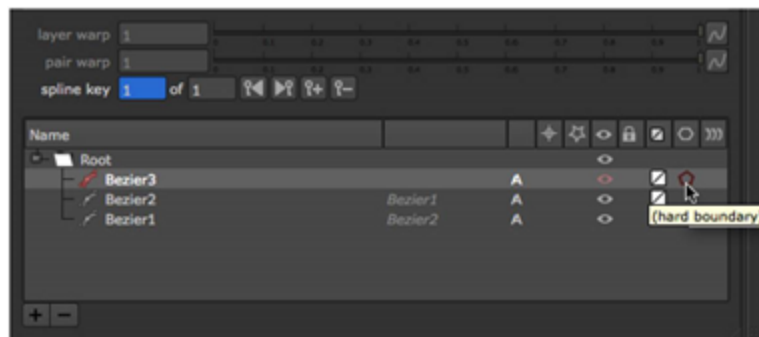 layer warp 1
pair warp 1
spline key 1 of 1
Name
Root
Bezier3 A
Bezier2 Bezier1 A
Bezier1 Bezier2 A
(hard boundary